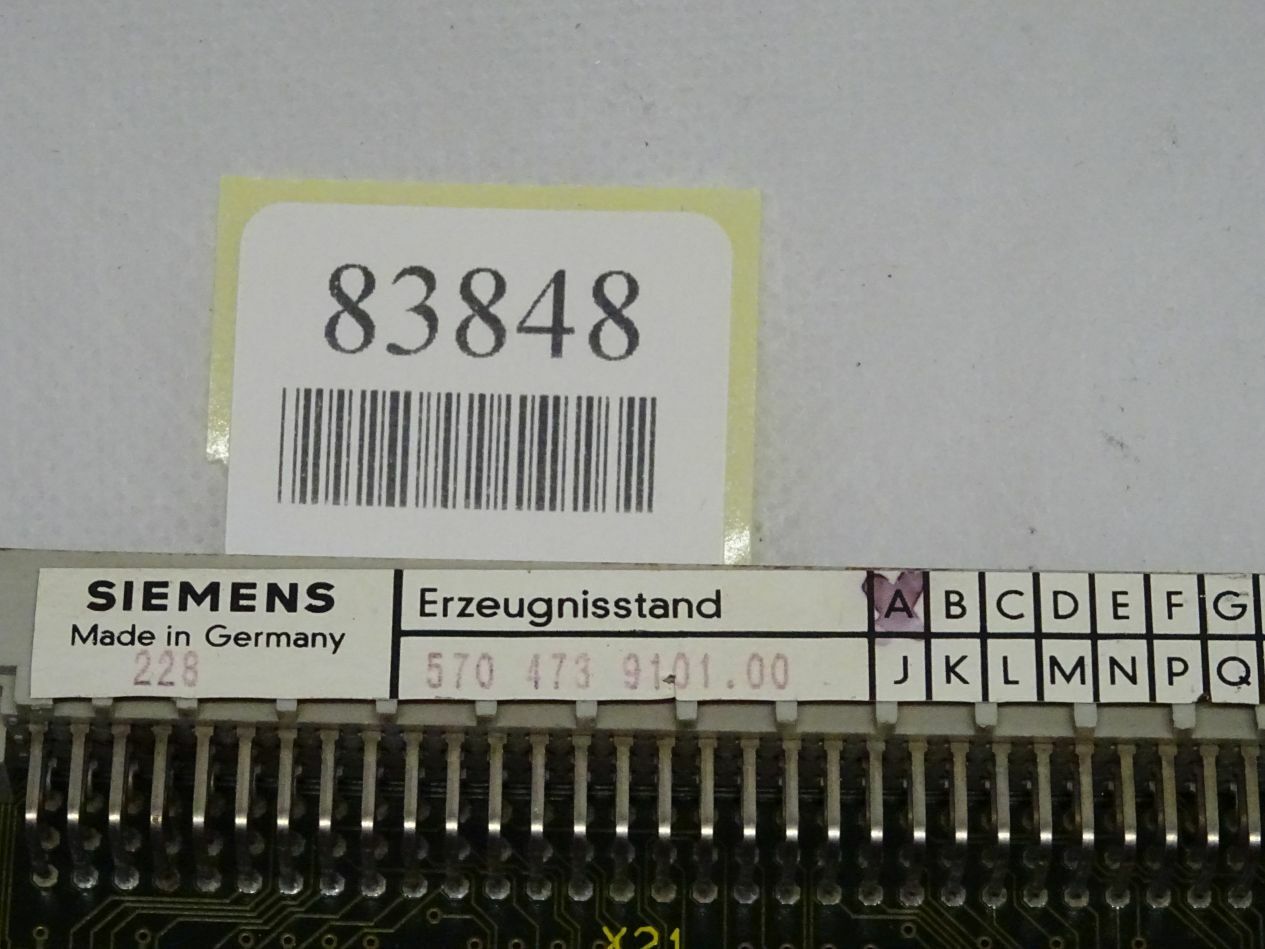 83848
SIEMENS
Made in Germany
228
Erzeugnisstand
570 473 9101.00
A B C D E F G
J K L M N P Q
X21